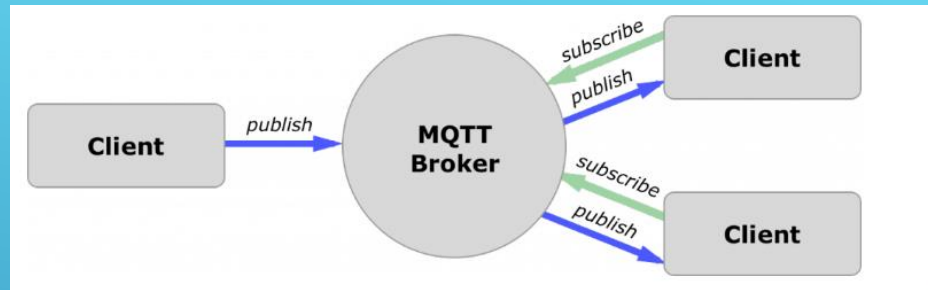 Client
publish
MQTT
Broker
subscribe
publish
Client
subscribe
publish
Client